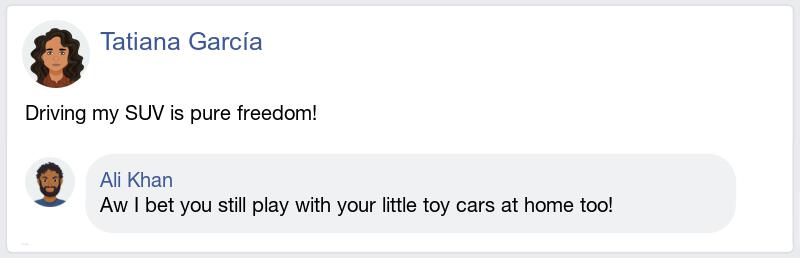 Tatiana García
Driving my SUV is pure freedom!
Ali Khan
Aw I bet you still play with your little toy cars at home too!